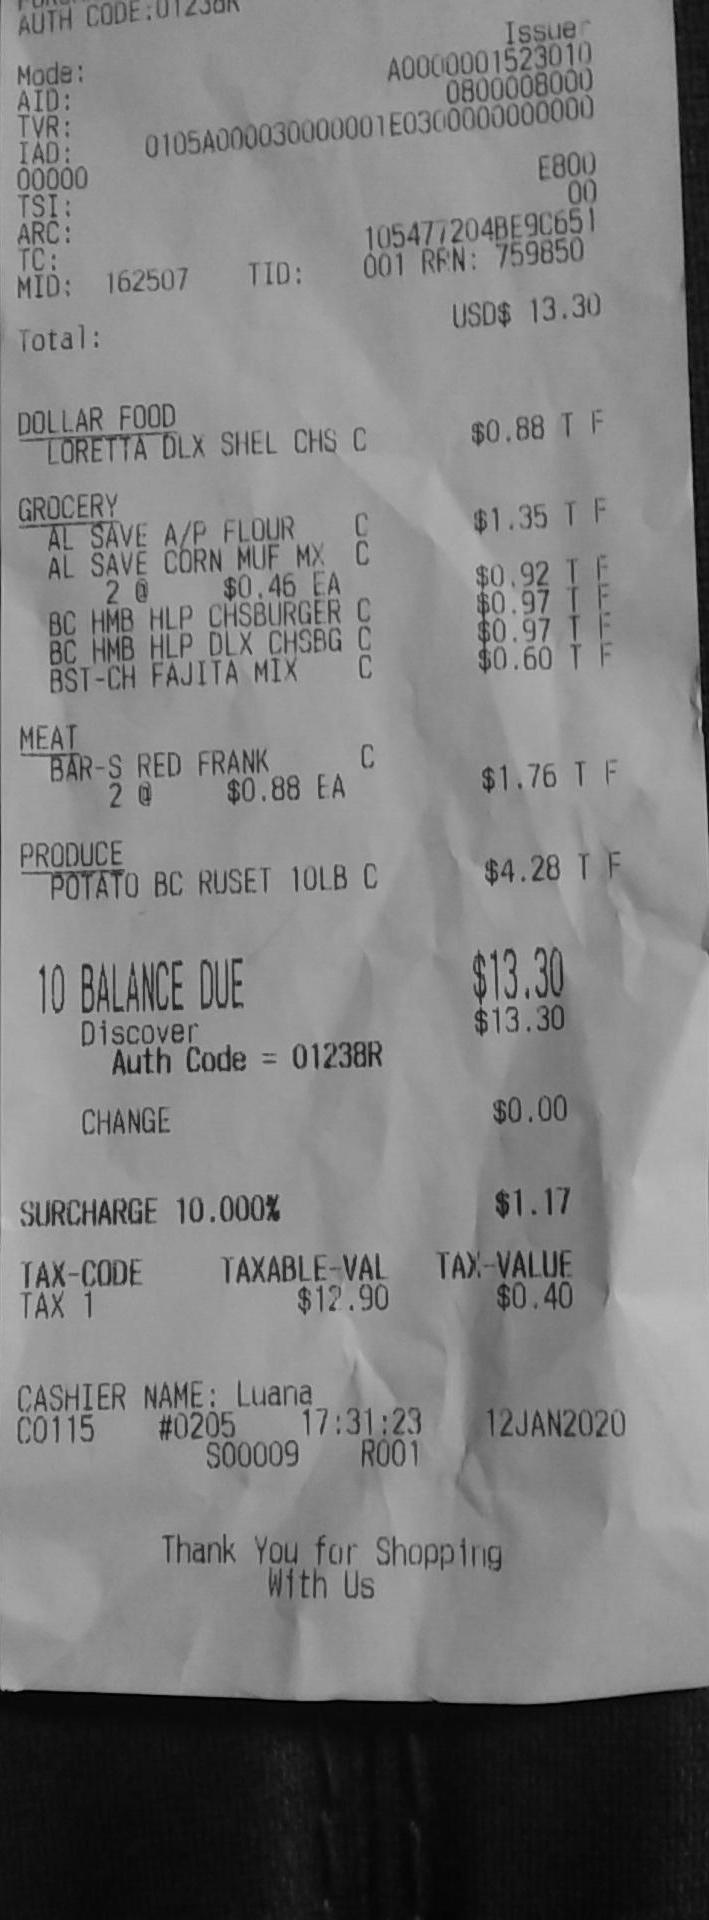 AUTH CODE:01238R
Issuer
Mode:
AID: A0000001523010
TVR: 0800008000
IAD: 0105A000030000001E0300000000000
00000
TSI: E800
ARC: 00
TC: 105477204BE9C651
MID: 162507 TID: 001 RRN: 759850
Total: USD$ 13.30
DOLLAR FOOD
LORETTA DLX SHEL CHS C $0.88 T F
GROCERY
AL SAVE A/P FLOUR C $1.35 T F
AL SAVE CORN MUF MX C
2 @ $0.46 EA $0.92 T F
BC HMB HLP CHSBURGER C $0.97 T F
BC HMB HLP DLX CHSBG C $0.97 T F
BST-CH FAJITA MIX C $0.60 T F
MEAT
BAR-S RED FRANK C
2 @ $0.88 EA $1.76 T F
PRODUCE
POTATO BC RUSET 10LB C $4.28 T F
10 BALANCE DUE $13.30
Discover $13.30
Auth Code = 01238R
CHANGE $0.00
SURCHARGE 10.000% $1.17
TAX-CODE TAXABLE-VAL TAX-VALUE
TAX 1 $12.90 $0.40
CASHIER NAME: Luana
C0115 #0205 17:31:23 12JAN2020
S00009 R001
Thank You for Shopping
With Us